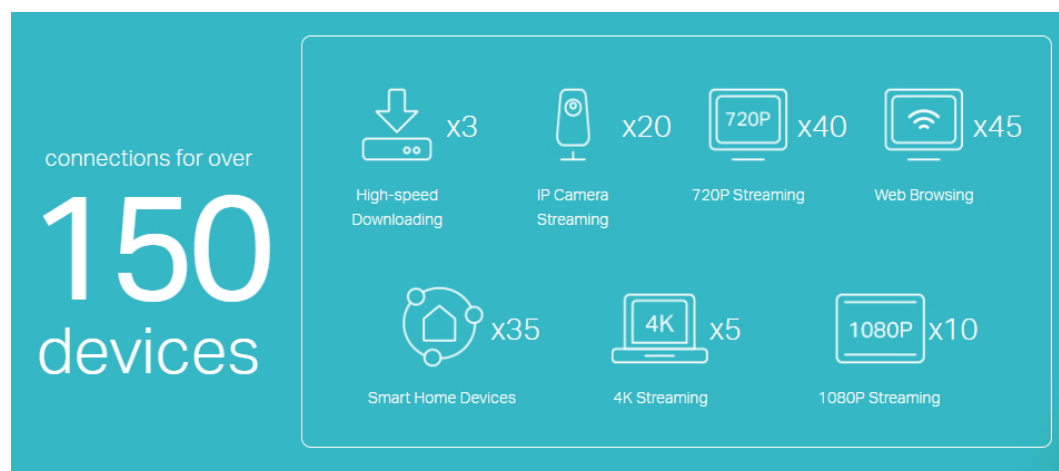 connections for over
150
devices
x3
High-speed
Downloading
x20
IP Camera
Streaming
720P
x40
720P Streaming
x45
Web Browsing
x35
Smart Home Devices
4K
x5
4K Streaming
1080P
x10
1080P Streaming